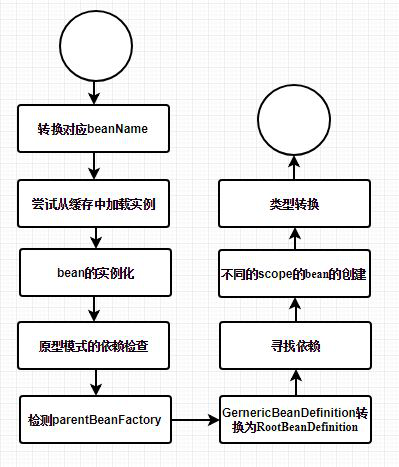 转换对应beanName
尝试从缓存中加载实例
bean的实例化
原型模式的依赖检查
检测parentBeanFactory
GernericBeanDefinition转
换为RootBeanDefinition
寻找依赖
不同的scope的bean的创建
类型转换